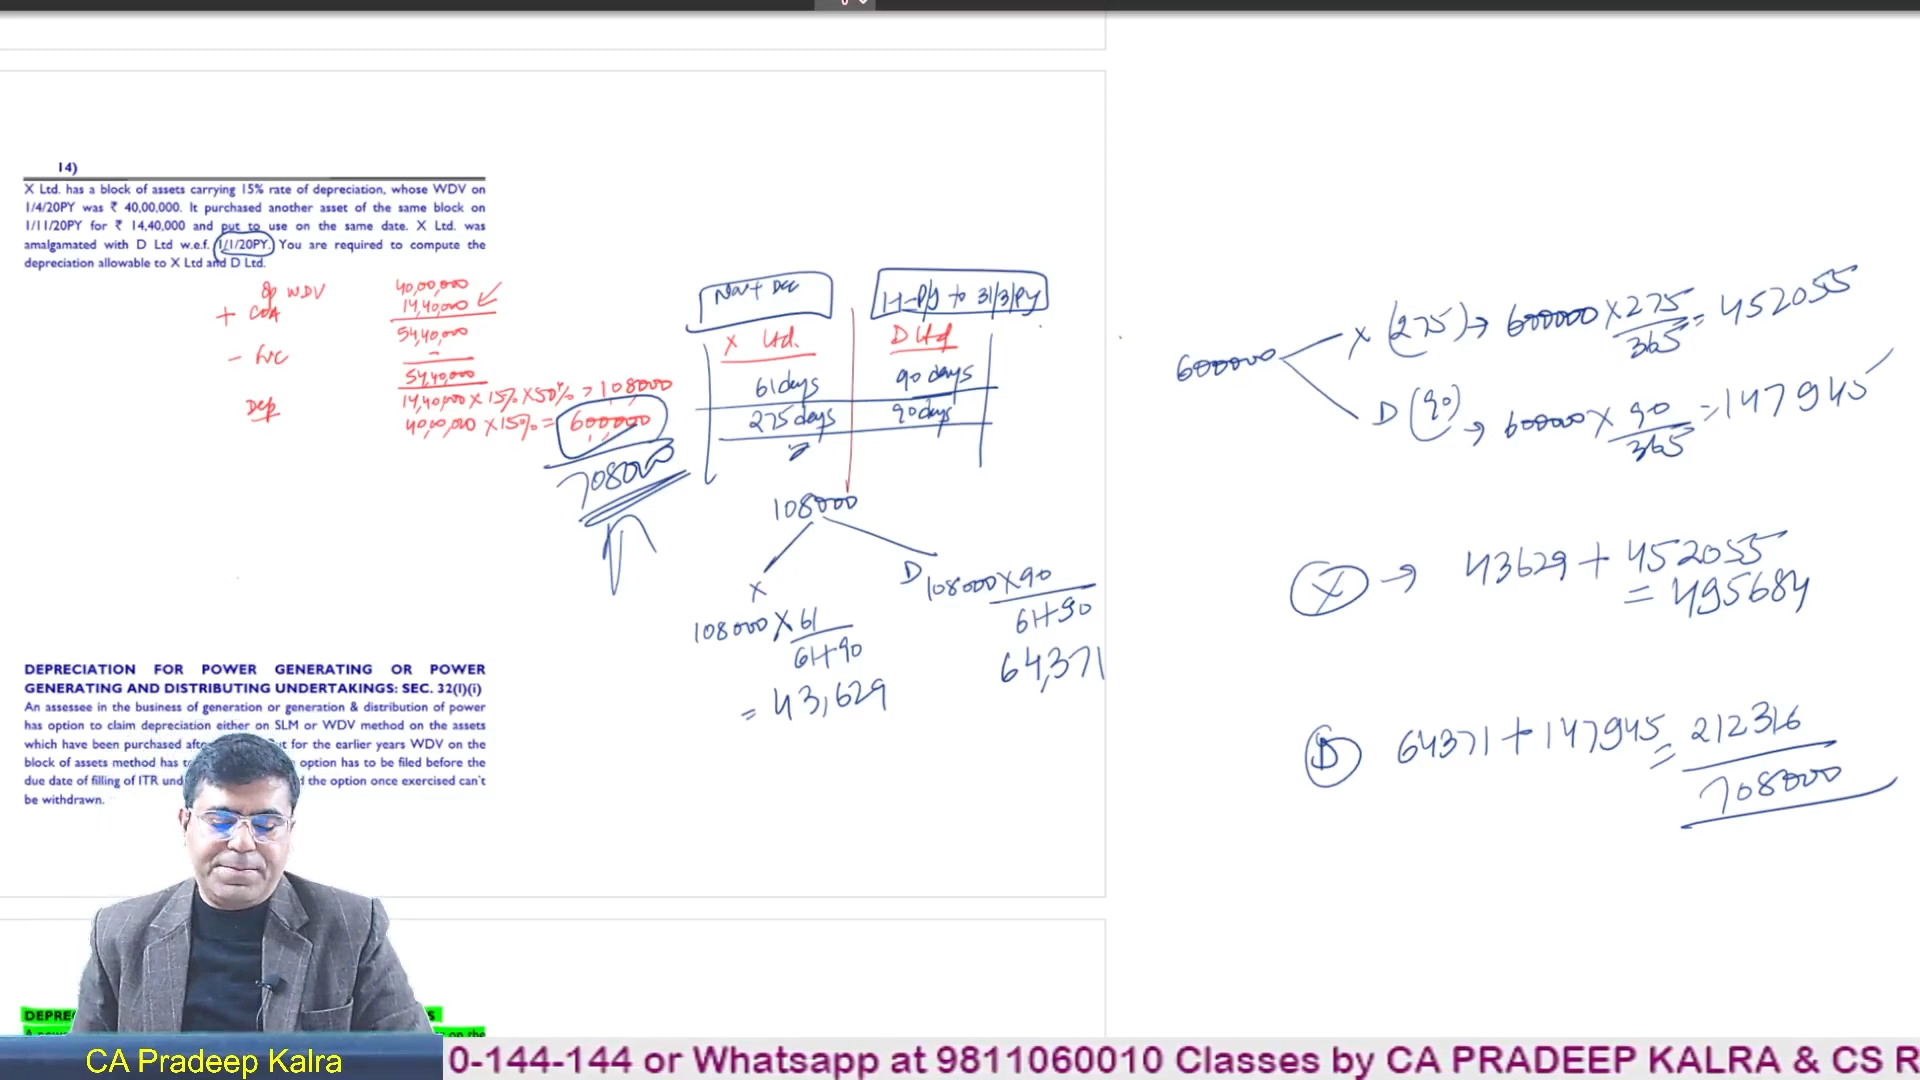 14)
X Ltd. has a block of assets carrying 15% rate of depreciation, whose WDV on
1/4/20PY was ₹ 40,00,000. It purchased another asset of the same block on
1/11/20PY for ₹ 14,40,000 and put to use on the same date. X Ltd. was
amalgamated with D Ltd w.e.f. 1/1/20PY. You are required to compute the
depreciation allowable to X Ltd and D Ltd.
Op WDV 40,00,000
+ COA 14,40,000
54,40,000
- SVC -
54,40,000
Dep 14,40,000 X 15% X 50% = 108000
40,00,000 X 15% = 600000
708000
Nov + Dec
1-1-PY to 31/3/PY
X Ltd. D Ltd
61 days 90 days
275 days 90 days
108000
X D
108000 X 61
61+90
= 43,629
108000 X 90
61+90
64,371
600000
X (275) → 600000 X 275 = 452055
365
D (90) → 600000 X 90 = 147945
365
X → 43629 + 452055
= 495684
D 64371 + 147945 = 212316
708000
DEPRECIATION FOR POWER GENERATING OR POWER
GENERATING AND DISTRIBUTING UNDERTAKINGS: SEC. 32(I)(i)
An assessee in the business of generation or generation & distribution of power
has option to claim depreciation either on SLM or WDV method on the assets
which have been purchased for the earlier years WDV on the
block of assets method has option has to be filed before the
due date of filling of ITR the option once exercised can't
be withdrawn.
on the
CA Pradeep Kalra
0-144-144 or Whatsapp at 9811060010 Classes by CA PRADEEP KALRA & CS R